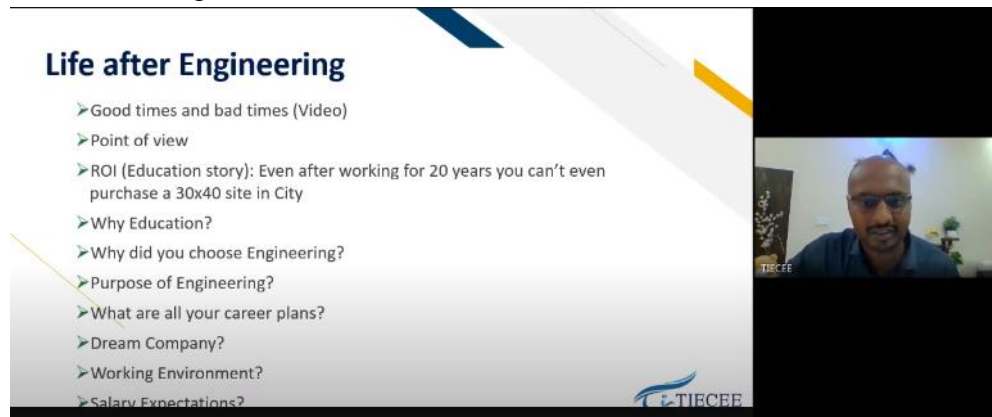 Life after Engineering
➢Good times and bad times (Video)
➢Point of view
➢ROI (Education story): Even after working for 20 years you can't even
purchase a 30x40 site in City
➢Why Education?
➢Why did you choose Engineering?
➢Purpose of Engineering?
➢What are all your career plans?
➢Dream Company?
➢Working Environment?
➢Salary Expectations?
TIECEE
TIECEE